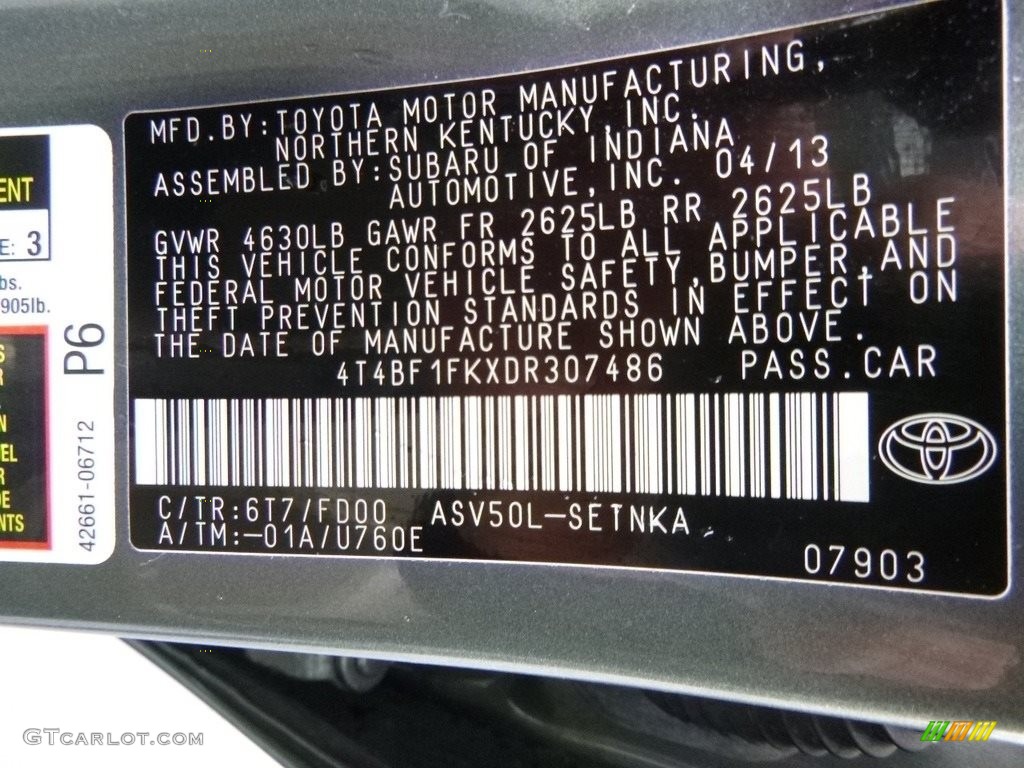 MFD.BY:TOYOTA MOTOR MANUFACTURING,
NORTHERN KENTUCKY, INC.
ASSEMBLED BY:SUBARU OF INDIANA
AUTOMOTIVE,INC. 04/13
GVWR 4630LB GAWR FR 2625LB RR 2625LB
THIS VEHICLE CONFORMS TO ALL APPLICABLE
FEDERAL MOTOR VEHICLE SAFETY,BUMPER,AND
THEFT PREVENTION STANDARDS IN EFFECT ON
THE DATE OF MANUFACTURE SHOWN ABOVE.
4T4BF1FKXDR307486 PASS.CAR
C/TR:6T7/FD00 ASV50L-SETNKA
A/TM:-01A/U760E
07903
ENT
E: 3
bs.
905lb.
P6
42661-06712
S
R
N
UEL
R
DE
NTS
GTCARLOT.COM